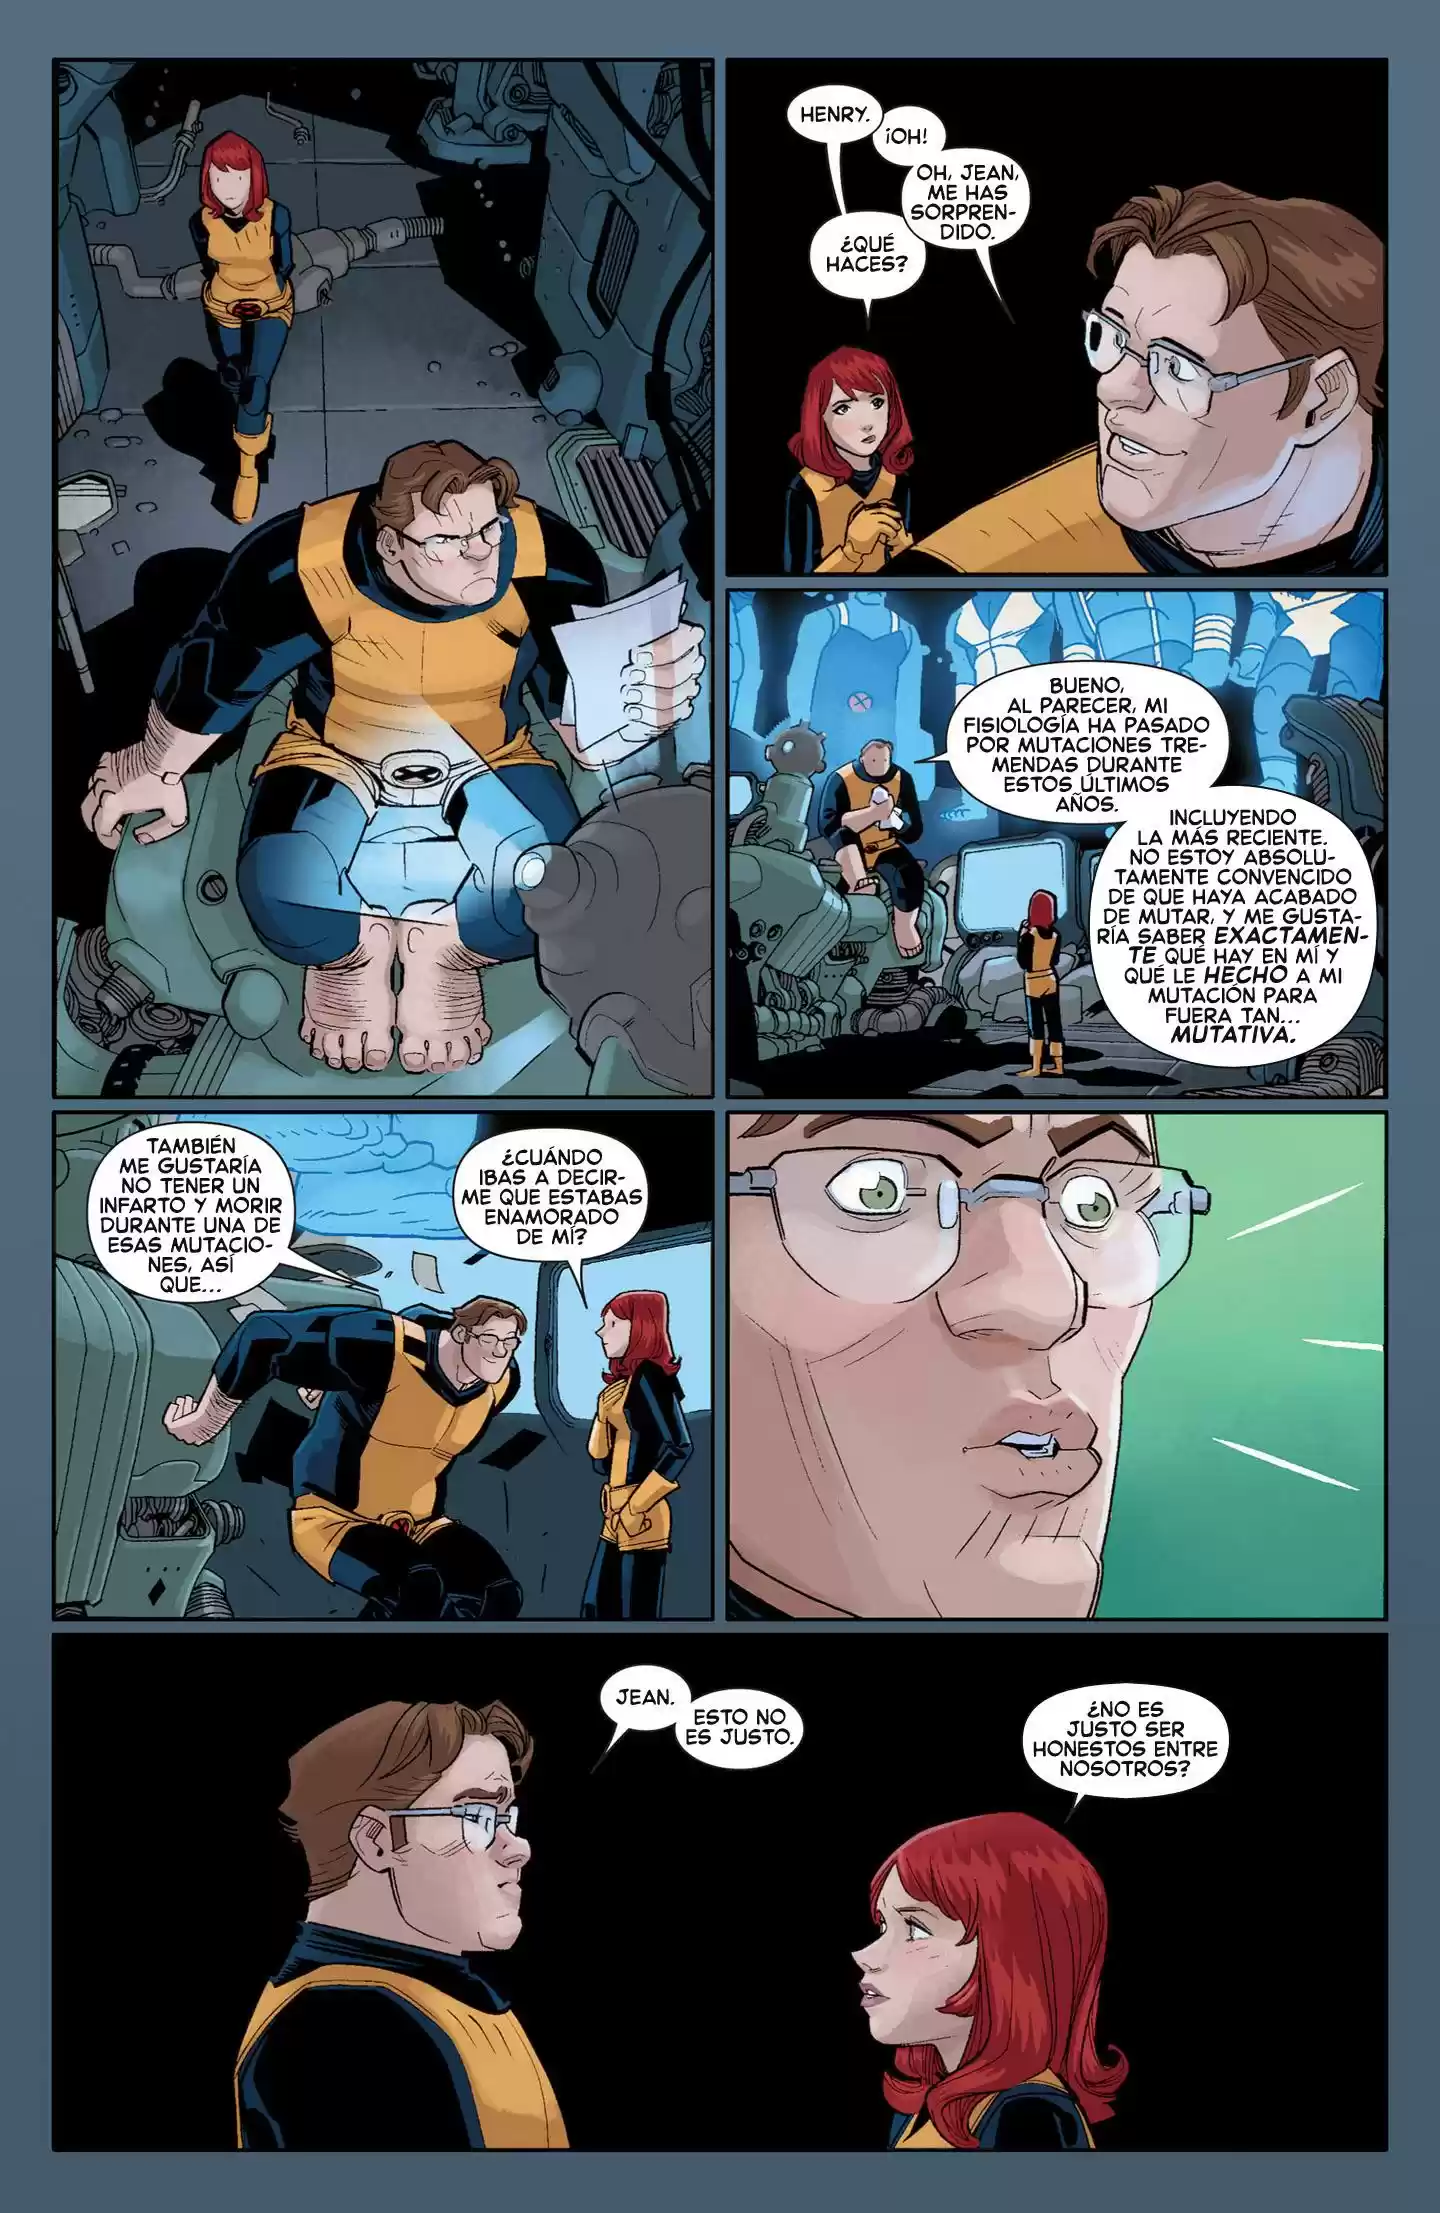 HENRY.
¿QUÉ
HACES?
¡OH!
OH, JEAN,
ME HAS
SORPREN-
DIDO.
BUENO,
AL PARECER, MI
FISIOLOGÍA HA PASADO
POR MUTACIONES TRE-
MENDAS DURANTE
ESTOS ÚLTIMOS
AÑOS.
INCLUYENDO
LA MÁS RECIENTE.
NO ESTOY ABSOLU-
TAMENTE CONVENCIDO
DE QUE HAYA ACABADO
DE MUTAR, Y ME GUSTA-
RÍA SABER EXACTAMEN-
TE QUÉ HAY EN MÍ Y
QUÉ LE HECHO A MI
MUTACIÓN PARA
FUERA TAN...
MUTATIVA.
TAMBIÉN
ME GUSTARÍA
NO TENER UN
INFARTO Y MORIR
DURANTE UNA DE
ESAS MUTACIO-
NES, ASÍ
QUE...
¿CUÁNDO
IBAS A DECIR-
ME QUE ESTABAS
ENAMORADO
DE MÍ?
JEAN.
ESTO NO
ES JUSTO.
¿NO ES
JUSTO SER
HONESTOS ENTRE
NOSOTROS?